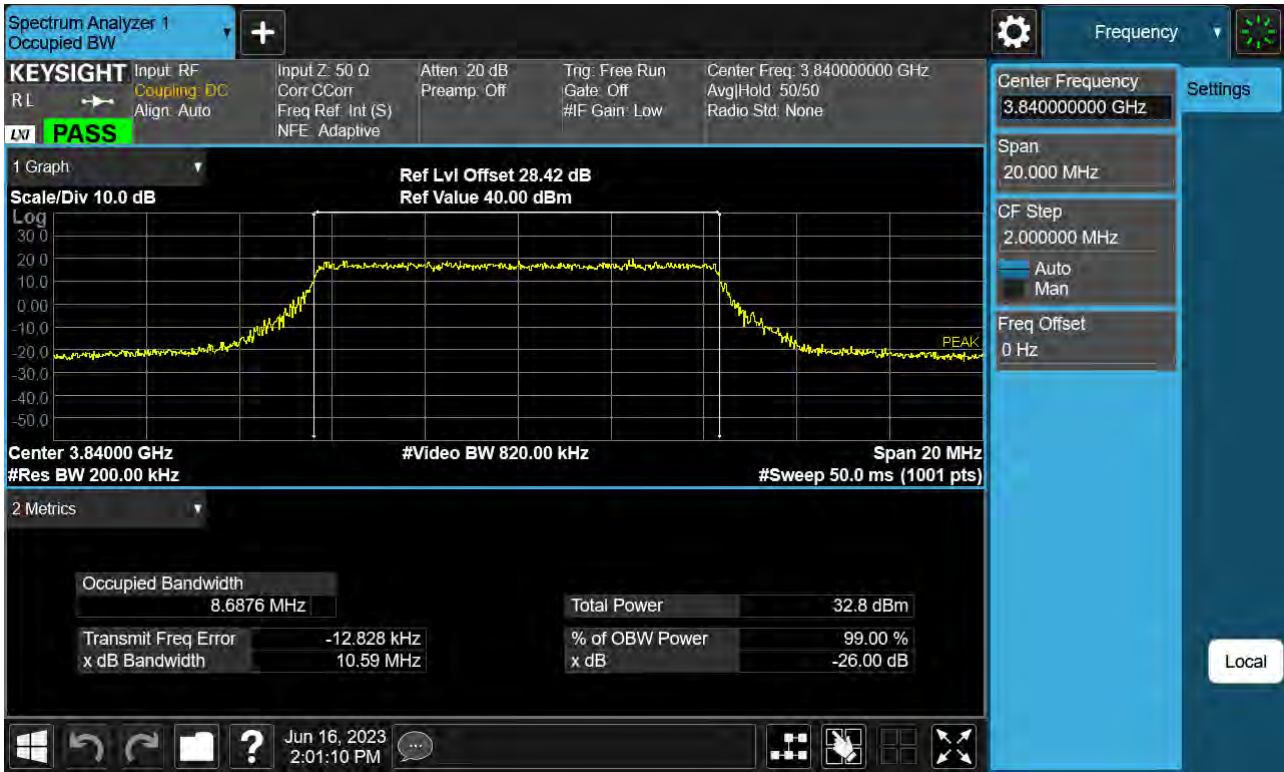 Spectrum Analyzer 1
Occupied BW
+
Frequency
KEYSIGHT
R L
LXI
PASS
Input: RF
Coupling: DC
Align: Auto
Input Z: 50 Ω
Corr CCorr
Freq Ref: Int (S)
NFE: Adaptive
Atten: 20 dB
Preamp: Off
Trig: Free Run
Gate: Off
#IF Gain: Low
Center Freq: 3.840000000 GHz
Avg|Hold: 50/50
Radio Std: None
Center Frequency
3.840000000 GHz
Settings
Span
20.000 MHz
CF Step
2.000000 MHz
Auto
Man
Freq Offset
0 Hz
Local
1 Graph
Scale/Div 10.0 dB
Ref Lvl Offset 28.42 dB
Ref Value 40.00 dBm
Log
30.0
20.0
10.0
0.00
-10.0
-20.0
-30.0
-40.0
-50.0
PEAK
Center 3.84000 GHz
#Video BW 820.00 kHz
Span 20 MHz
#Res BW 200.00 kHz
#Sweep 50.0 ms (1001 pts)
2 Metrics
Occupied Bandwidth
8.6876 MHz
Total Power 32.8 dBm
Transmit Freq Error -12.828 kHz
% of OBW Power 99.00 %
x dB Bandwidth 10.59 MHz
x dB -26.00 dB
?
Jun 16, 2023
2:01:10 PM